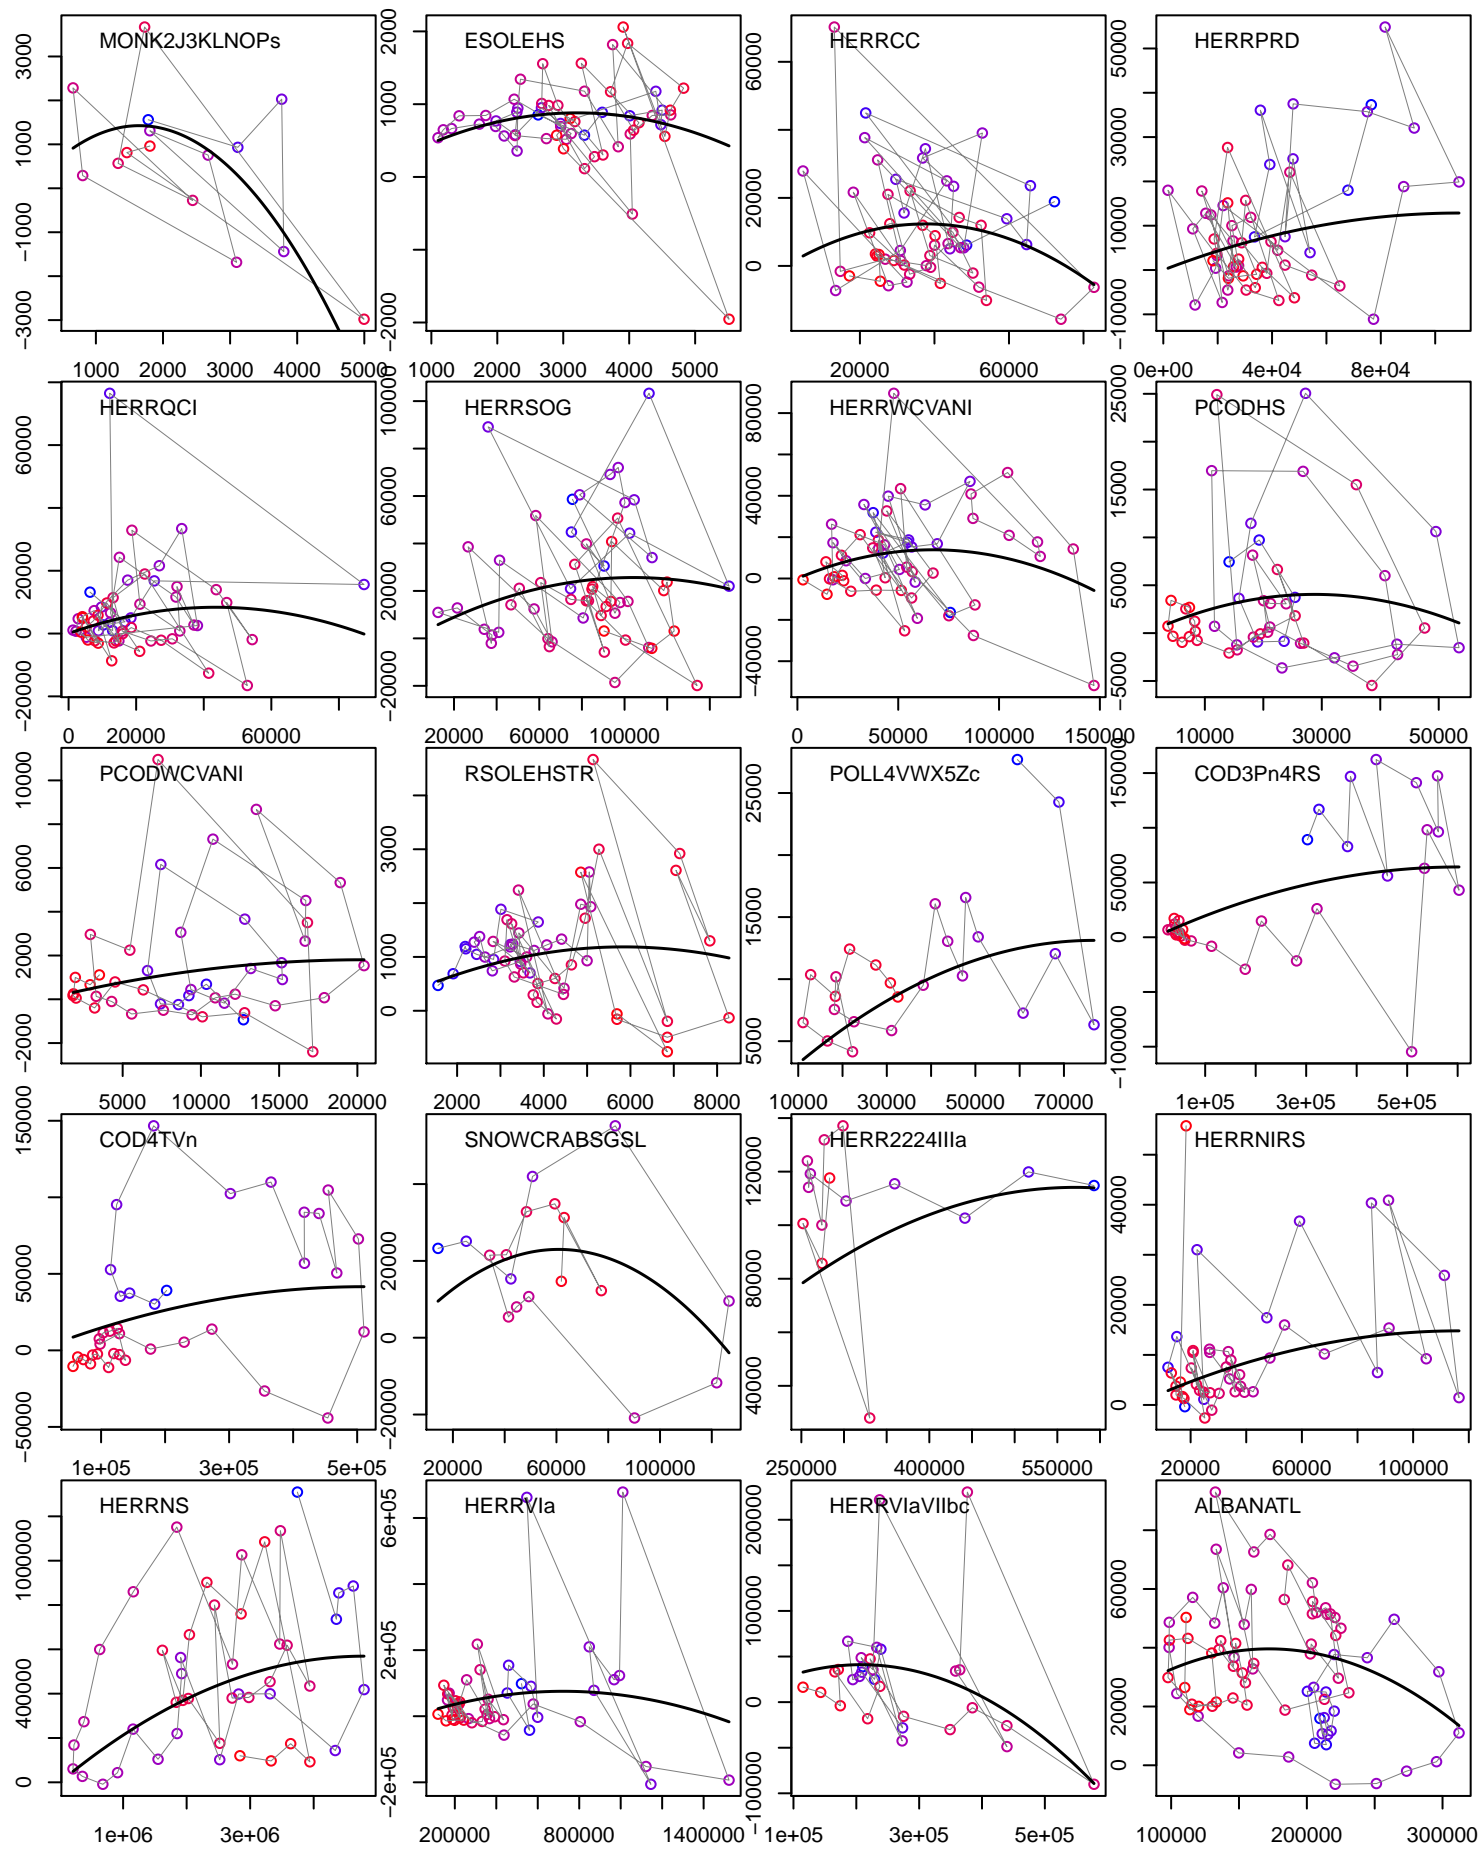 MONK2J3KLNOPs ESOLEHS HERRCC HERRPRD
−3000 −1000 1000 3000
−2000 0 1000 2000
0 20000 60000
−10000 10000 30000 50000
1000 2000 3000 4000 5000
1000 2000 3000 4000 5000
20000 60000
0e+00 4e+04 8e+04
HERRQCI HERRSOG HERRWCVANI PCODHS
−20000 0 20000 60000
−20000 20000 60000 100000
−40000 0 40000 80000
−5000 5000 15000 25000
0 20000 60000
20000 60000 100000
0 50000 100000 150000
10000 30000 50000
PCODWCVANI RSOLEHSTR POLL4VWX5Zc COD3Pn4RS
−2000 2000 6000 10000
0 1000 3000
5000 15000 25000
−100000 0 50000 150000
5000 10000 15000 20000
2000 4000 6000 8000
10000 30000 50000 70000
1e+05 3e+05 5e+05
COD4TVn SNOWCRABSGSL HERR2224IIIa HERRNIRS
−50000 0 50000 150000
−20000 0 20000
40000 80000 120000
0 20000 40000
1e+05 3e+05 5e+05
20000 60000 100000
250000 400000 550000
20000 60000 100000
HERRNS HERRVIa HERRVIaVIIbc ALBANATL
0 400000 1000000
−2e+05 2e+05 6e+05
−100000 0 100000 200000
0 20000 60000
1e+06 3e+06
200000 800000 1400000
1e+05 3e+05 5e+05
100000 200000 300000